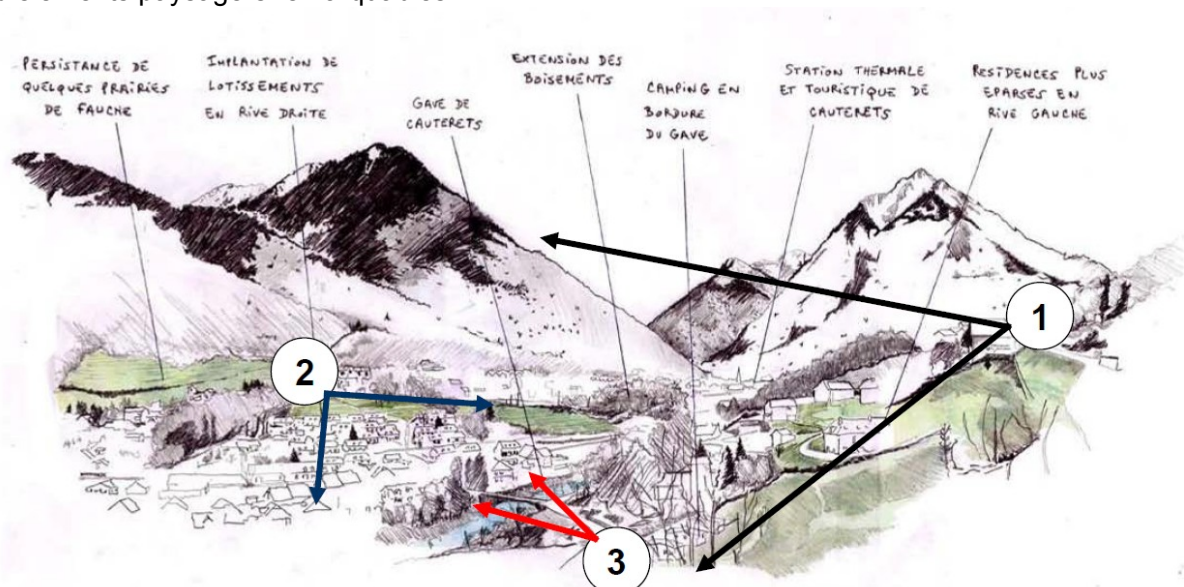 PERSISTANCE DE
QUELQUES PRAIRIES
DE FAUCHE
IMPLANTATION DE
LOTISSEMENTS
EN RIVE DROITE
GAVE DE
CAUTERETS
EXTENSION DES
BOISEMENTS
CAMPING EN
BORDURE
DU GAVE
STATION THERMALE
ET TOURISTIQUE DE
CAUTERETS
RESIDENCES PLUS
EPARSES EN
RIVE GAUCHE
1
2
3